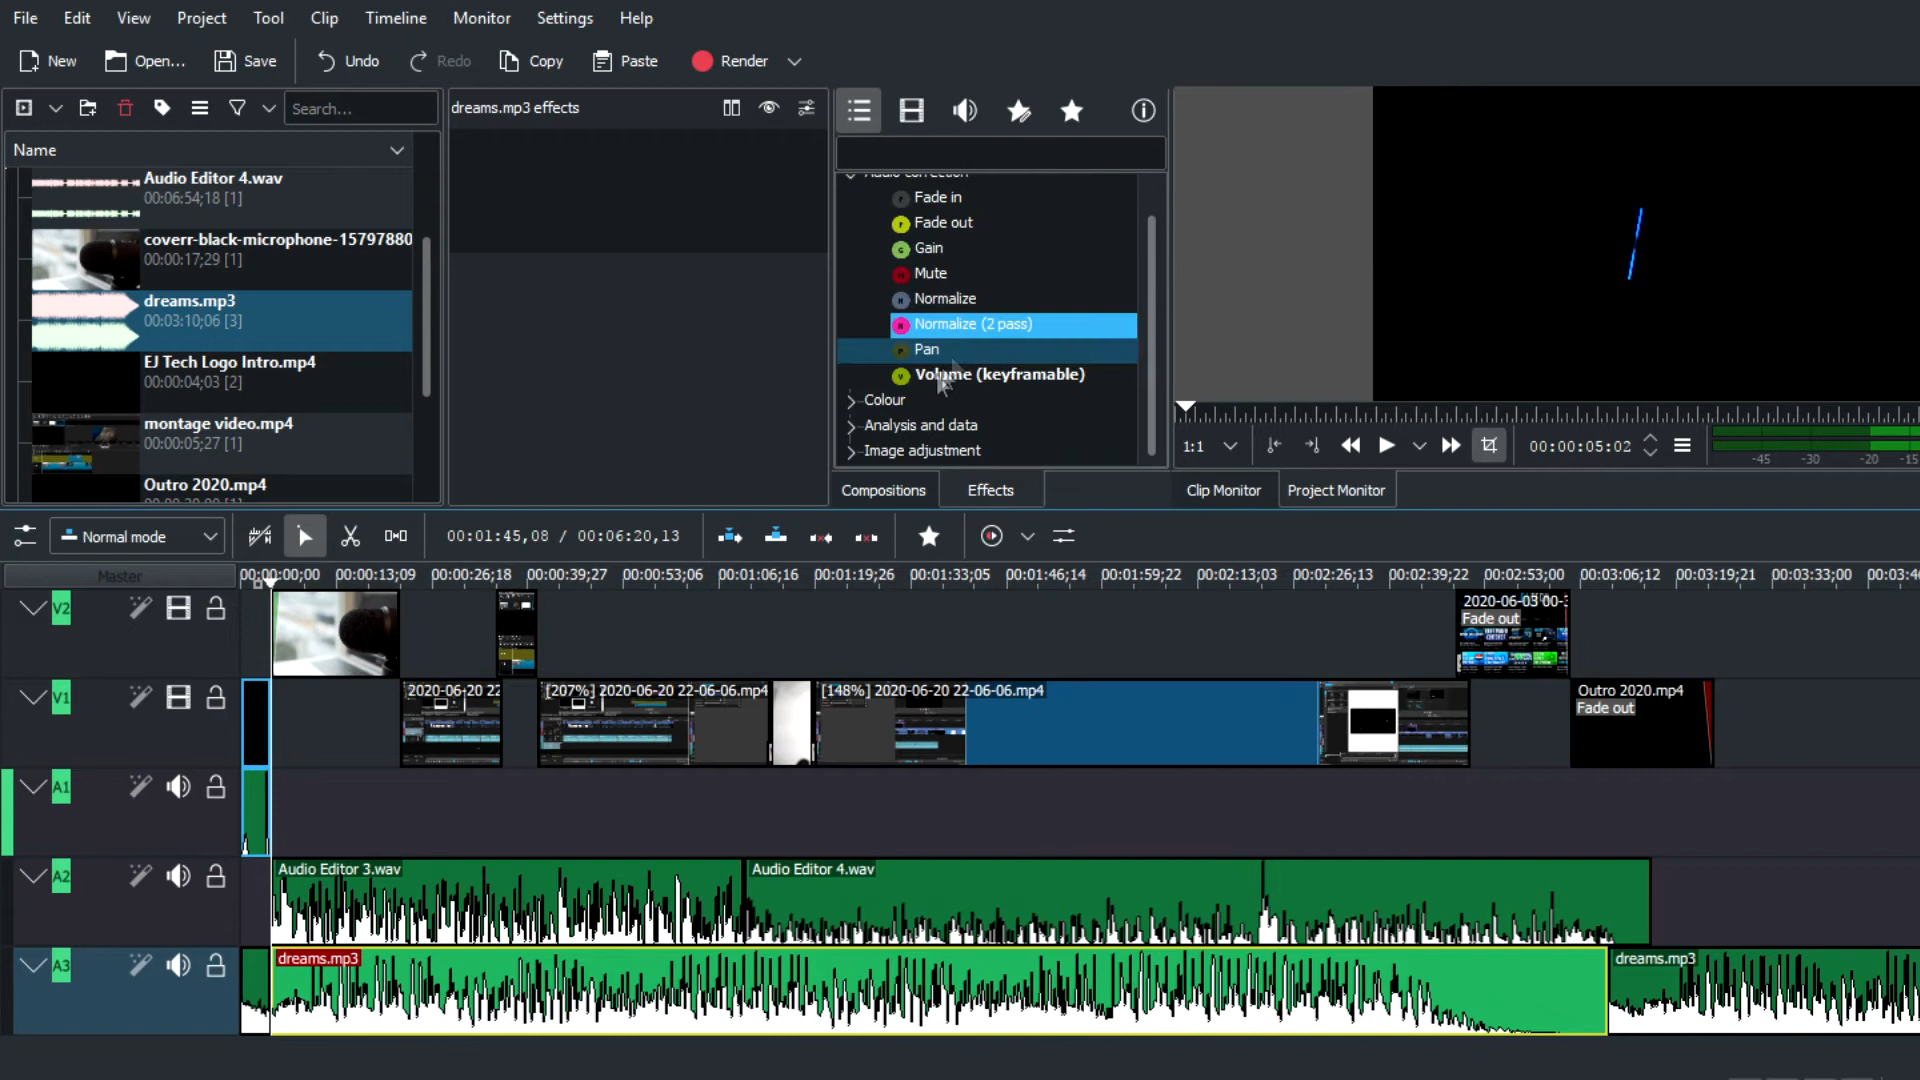 File Edit View Project Tool Clip Timeline Monitor Settings Help
New Open... Save Undo Redo Copy Paste Render
Search...
Name
Audio Editor 4.wav
00:06:54;18 [1]
coverr-black-microphone-15797880
00:00:17;29 [1]
dreams.mp3
00:03:10;06 [3]
EJ Tech Logo Intro.mp4
00:00:04;03 [2]
montage video.mp4
00:00:05;27 [1]
Outro 2020.mp4
dreams.mp3 effects
Audio correction
Fade in
Fade out
Gain
Mute
Normalize
Normalize (2 pass)
Pan
Volume (keyframable)
Colour
Analysis and data
Image adjustment
Compositions Effects
1:1 00:00:05:02 -45 -30 -20 -15
Clip Monitor Project Monitor
Normal mode 00:01:45,08 / 00:06:20,13
Master 00:00:00;00 00:00:13;09 00:00:26;18 00:00:39;27 00:00:53;06 00:01:06;16 00:01:19;26 00:01:33;05 00:01:46;14 00:01:59;22 00:02:13;03 00:02:26;13 00:02:39;22 00:02:53;00 00:03:06;12 00:03:19;21 00:03:33;00 00:03:46
V2 2020-06-03 00-3
Fade out
V1 2020-06-20 22 [207%] 2020-06-20 22-06-06.mp4 [148%] 2020-06-20 22-06-06.mp4 Outro 2020.mp4
Fade out
A1
A2 Audio Editor 3.wav Audio Editor 4.wav
A3 dreams.mp3 dreams.mp3